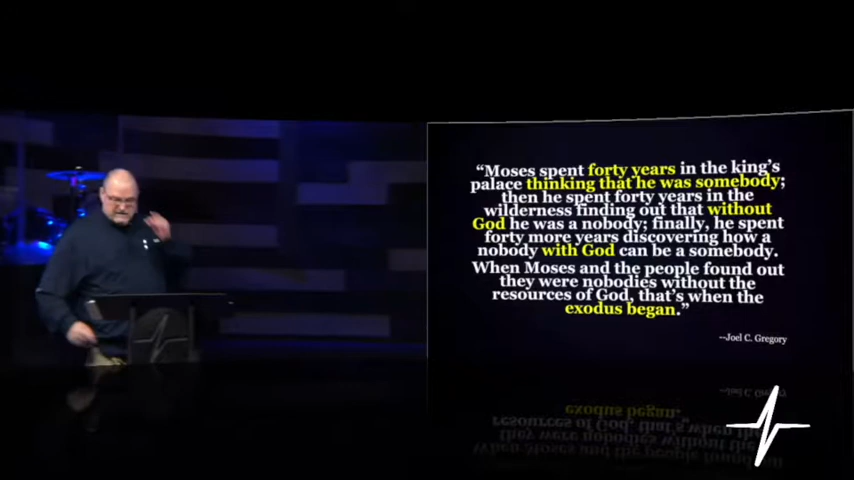 “Moses spent forty years in the king’s
palace thinking that he was somebody;
then he spent forty years in the
wilderness finding out that without
God he was a nobody; finally, he spent
forty more years discovering how a
nobody with God can be a somebody.
When Moses and the people found out
they were nobodies without the
resources of God, that’s when the
exodus began.”
--Joel C. Gregory